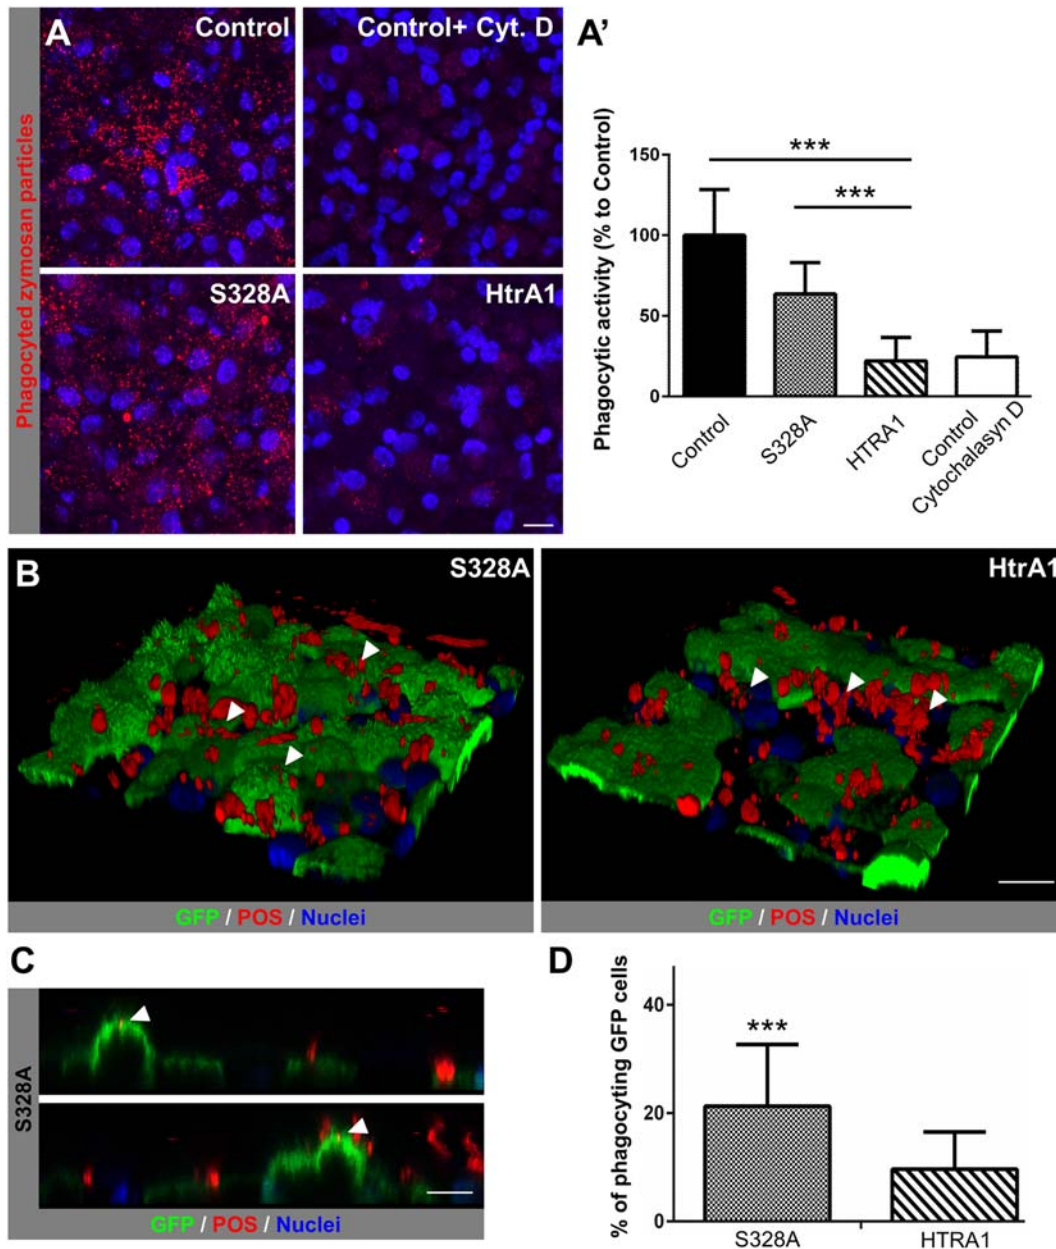 A
Control
Control+ Cyt. D
S328A
HtrA1
Phagocyted zymosan particles
A'
Phagocytic activity (% to Control)
150
100
50
0
***
***
Control
S328A
HTRA1
Control
Cytochalasyn D
B
S328A
HtrA1
GFP / POS / Nuclei
GFP / POS / Nuclei
C
S328A
GFP / POS / Nuclei
D
% of phagocyting GFP cells
40
20
0
***
S328A
HTRA1